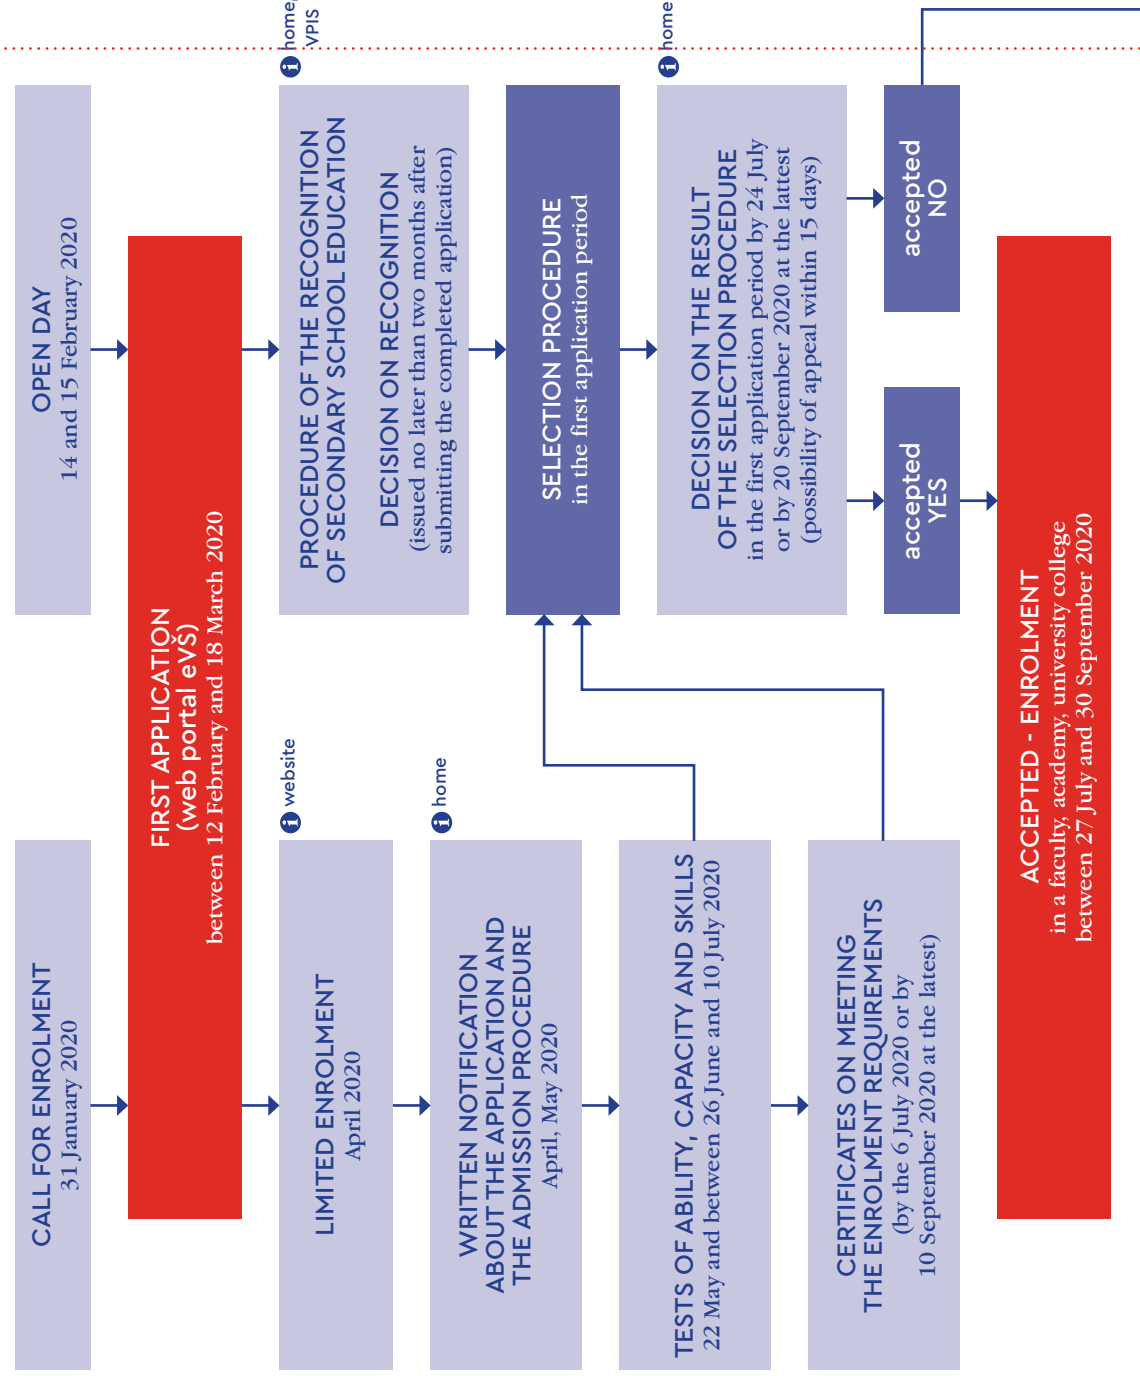 CALL FOR ENROLMENT
31 January 2020
OPEN DAY
14 and 15 February 2020
FIRST APPLICATION
(web portal eVŠ)
between 12 February and 18 March 2020
website
LIMITED ENROLMENT
April 2020
home
WRITTEN NOTIFICATION
ABOUT THE APPLICATION AND
THE ADMISSION PROCEDURE
April, May 2020
TESTS OF ABILITY, CAPACITY AND SKILLS
22 May and between 26 June and 10 July 2020
CERTIFICATES ON MEETING
THE ENROLMENT REQUIREMENTS
(by the 6 July 2020 or by
10 September 2020 at the latest)
home,
VPIS
PROCEDURE OF THE RECOGNITION
OF SECONDARY SCHOOL EDUCATION
DECISION ON RECOGNITION
(issued no later than two months after
submitting the completed application)
SELECTION PROCEDURE
in the first application period
home
DECISION ON THE RESULT
OF THE SELECTION PROCEDURE
in the first application period by 24 July
or by 20 September 2020 at the lattest
(possibility of appeal within 15 days)
accepted
YES
accepted
NO
ACCEPTED - ENROLMENT
in a faculty, academy, university college
between 27 July and 30 September 2020